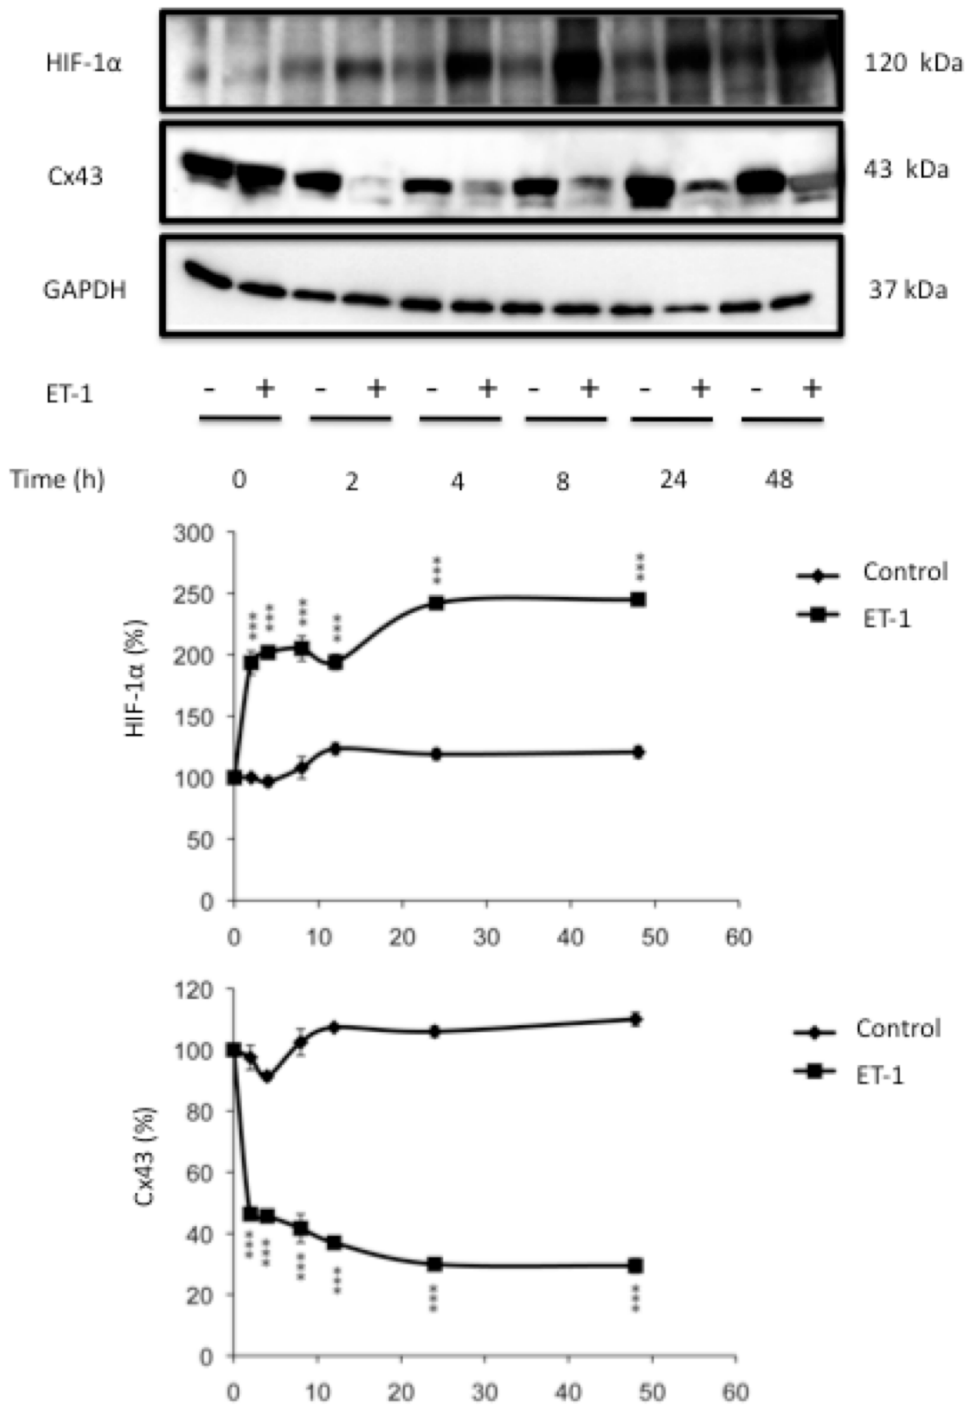 HIF-1α 120 kDa
Cx43 43 kDa
GAPDH 37 kDa
ET-1 - + - + - + - + - + - +
Time (h) 0 2 4 8 24 48
300
250
200
150
100
50
0
HIF-1α (%)
*** *** *** *** *** ***
Control
ET-1
0 10 20 30 40 50 60
120
100
80
60
40
20
0
Cx43 (%)
*** *** *** *** *** ***
Control
ET-1
0 10 20 30 40 50 60